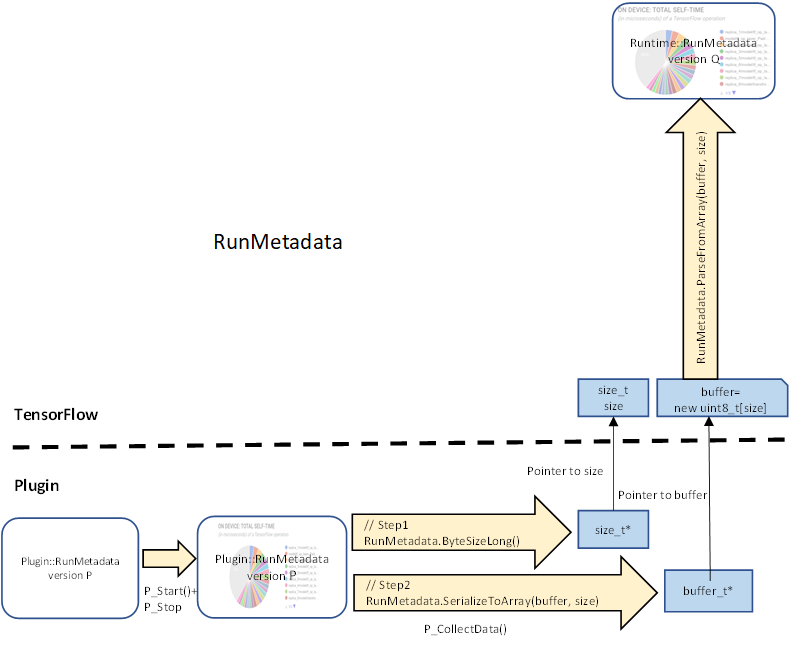 ON DEVICE: TOTAL SELF-TIME
(in microseconds) of a TensorFlow operation
Runtime::RunMetadata
version Q
RunMetadata.ParseFromArray(buffer, size)
RunMetadata
size_t
size
buffer=
new uint8_t[size]
TensorFlow
Pointer to size
Plugin
Pointer to buffer
Plugin::RunMetadata
version P
P_Start()+
P_Stop
ON DEVICE: TOTAL SELF-TIME
(in microseconds) of a TensorFlow operation
Plugin::RunMetadata
version P
// Step1
RunMetadata.ByteSizeLong()
size_t*
// Step2
RunMetadata.SerializeToArray(buffer, size)
buffer_t*
P_CollectData()